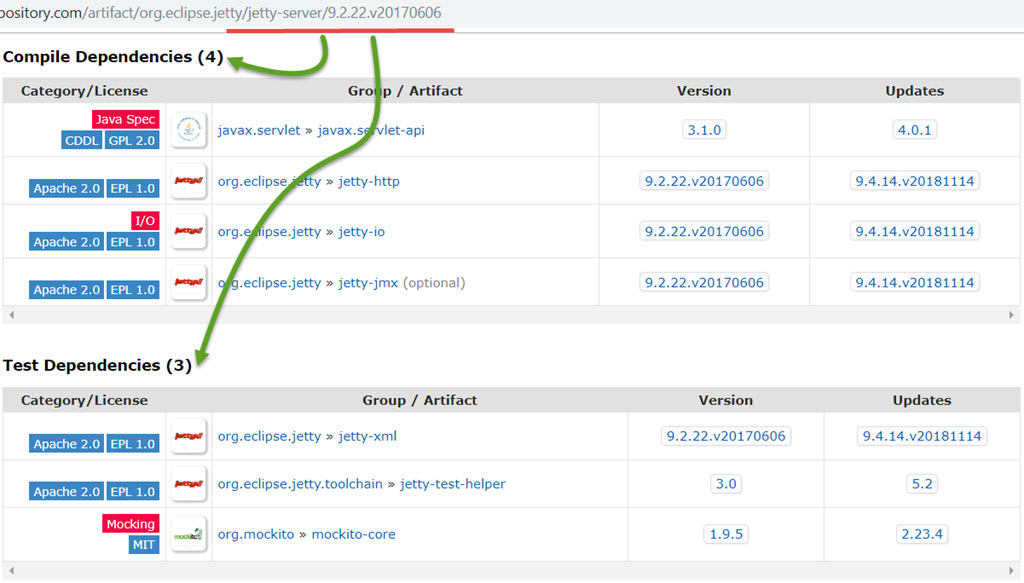 pository.com/artifact/org.eclipse.jetty/jetty-server/9.2.22.v20170606
Compile Dependencies (4)
Category/License Group / Artifact Version Updates
Java Spec
CDDL GPL 2.0 javax.servlet » javax.servlet-api 3.1.0 4.0.1
Apache 2.0 EPL 1.0 jetty:// org.eclipse.jetty » jetty-http 9.2.22.v20170606 9.4.14.v20181114
I/O
Apache 2.0 EPL 1.0 jetty:// org.eclipse.jetty » jetty-io 9.2.22.v20170606 9.4.14.v20181114
Apache 2.0 EPL 1.0 jetty:// org.eclipse.jetty » jetty-jmx (optional) 9.2.22.v20170606 9.4.14.v20181114
Test Dependencies (3)
Category/License Group / Artifact Version Updates
Apache 2.0 EPL 1.0 jetty:// org.eclipse.jetty » jetty-xml 9.2.22.v20170606 9.4.14.v20181114
Apache 2.0 EPL 1.0 jetty:// org.eclipse.jetty.toolchain » jetty-test-helper 3.0 5.2
Mocking
MIT mockito org.mockito » mockito-core 1.9.5 2.23.4